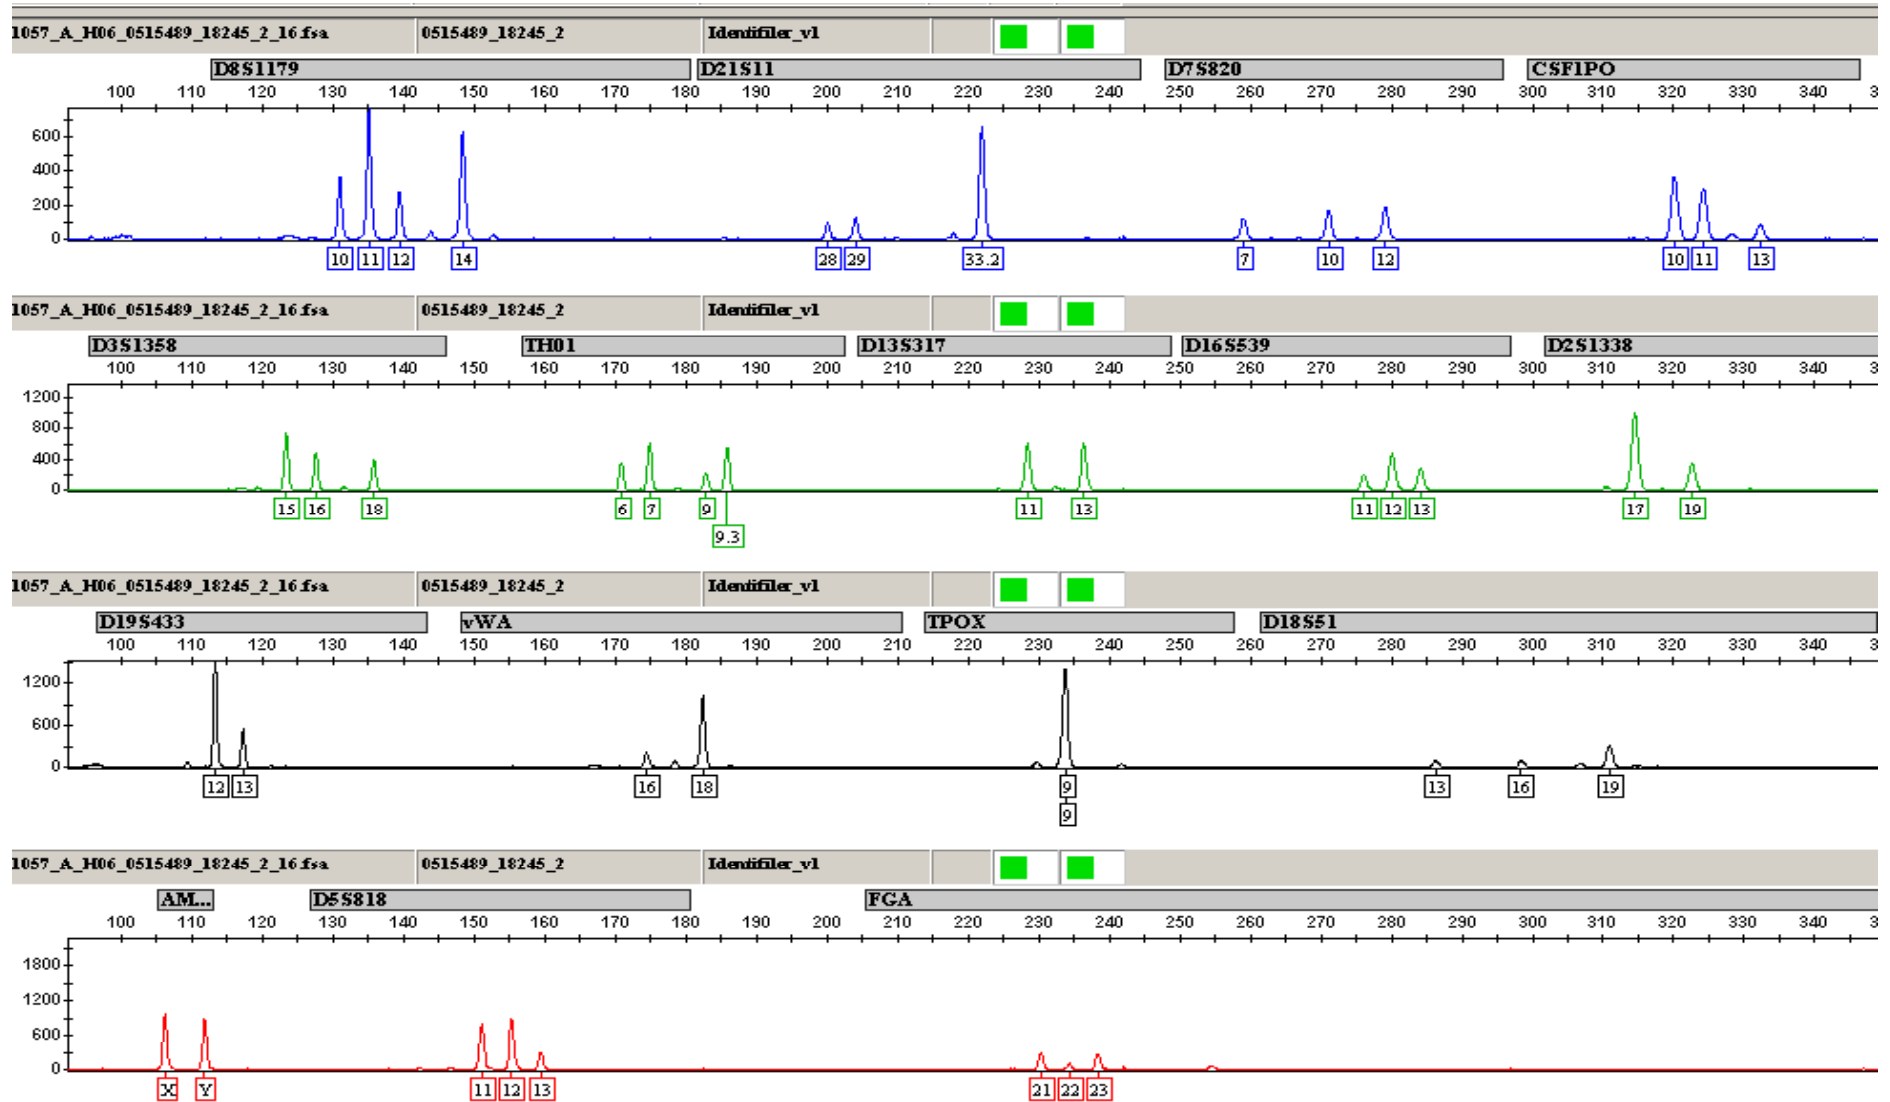 1057_A_H06_0515489_18245_2_16.fsa 0515489_18245_2 Identifiler_v1
D8S1179 D21S11 D7S820 CSF1PO
100 110 120 130 140 150 160 170 180 190 200 210 220 230 240 250 260 270 280 290 300 310 320 330 340
600
400
200
0
10 11 12 14 28 29 33.2 7 10 12 10 11 13
1057_A_H06_0515489_18245_2_16.fsa 0515489_18245_2 Identifiler_v1
D3S1358 TH01 D13S317 D16S539 D2S1338
100 110 120 130 140 150 160 170 180 190 200 210 220 230 240 250 260 270 280 290 300 310 320 330 340
1200
800
400
0
15 16 18 6 7 9 11 13 11 12 13 17 19
9.3
1057_A_H06_0515489_18245_2_16.fsa 0515489_18245_2 Identifiler_v1
D19S433 vWA TPOX D18S51
100 110 120 130 140 150 160 170 180 190 200 210 220 230 240 250 260 270 280 290 300 310 320 330 340
1200
600
0
12 13 16 18 9 13 16 19
9
1057_A_H06_0515489_18245_2_16.fsa 0515489_18245_2 Identifiler_v1
AM... D5S818 FGA
100 110 120 130 140 150 160 170 180 190 200 210 220 230 240 250 260 270 280 290 300 310 320 330 340
1800
1200
600
0
X Y 11 12 13 21 22 23